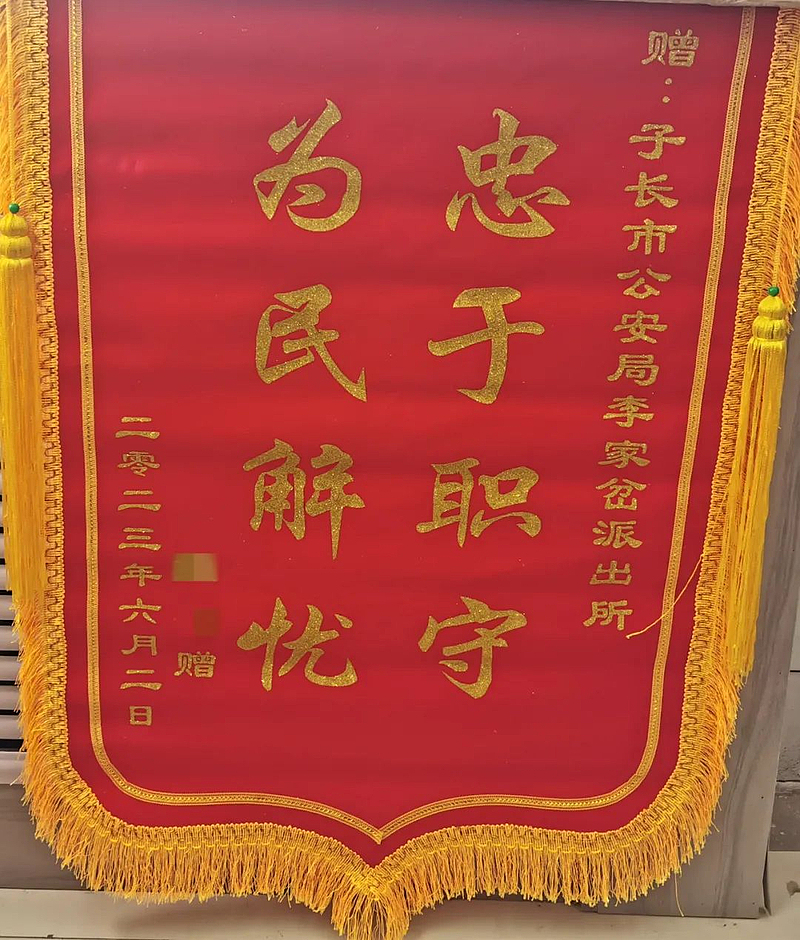 赠：子长市公安局李家岔派出所
忠于职守
为民解忧
赠
二零二三年六月二日